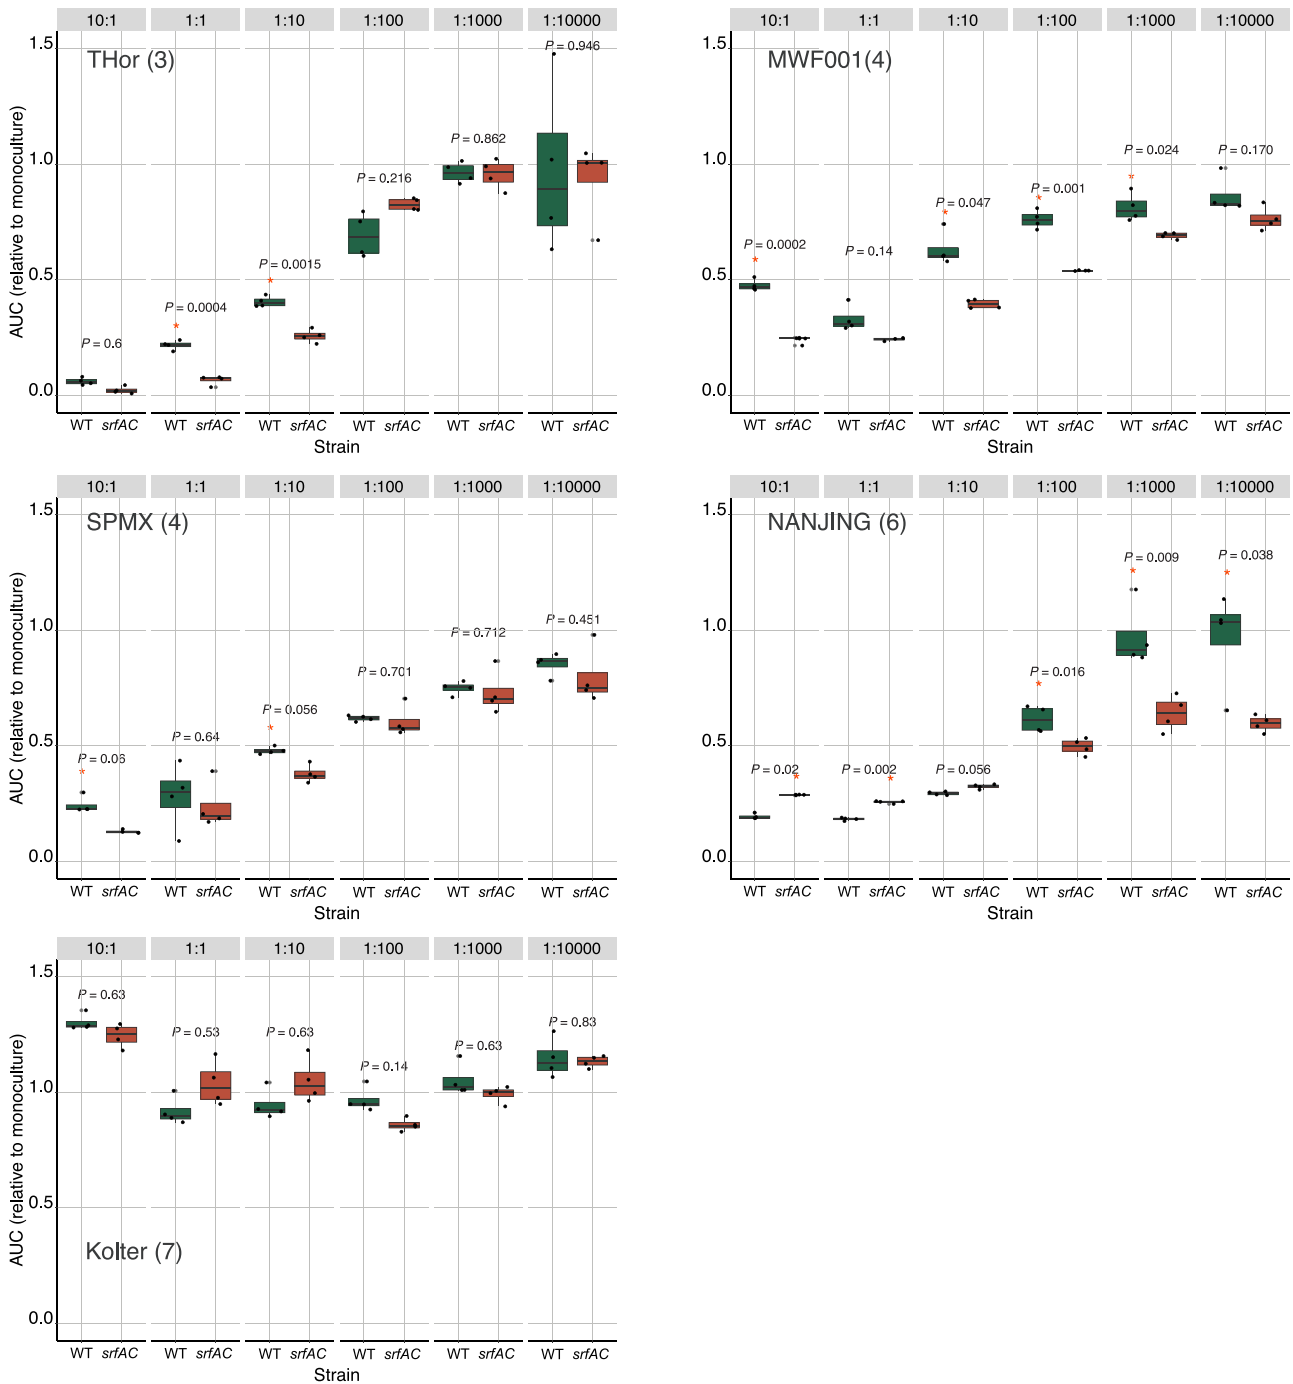 10:1 1:1 1:10 1:100 1:1000 1:10000
1.5
1.0
0.5
0.0
AUC (relative to monoculture)
THor (3)
P = 0.6
P = 0.0004
P = 0.0015
P = 0.216
P = 0.862
P = 0.946
WT srfAC WT srfAC WT srfAC WT srfAC WT srfAC WT srfAC
Strain
10:1 1:1 1:10 1:100 1:1000 1:10000
1.5
1.0
0.5
0.0
AUC (relative to monoculture)
MWF001(4)
P = 0.0002
P = 0.14
P = 0.047
P = 0.001
P = 0.024
P = 0.170
WT srfAC WT srfAC WT srfAC WT srfAC WT srfAC WT srfAC
Strain
10:1 1:1 1:10 1:100 1:1000 1:10000
1.5
1.0
0.5
0.0
AUC (relative to monoculture)
SPMX (4)
P = 0.06
P = 0.64
P = 0.056
P = 0.701
P = 0.712
P = 0.451
WT srfAC WT srfAC WT srfAC WT srfAC WT srfAC WT srfAC
Strain
10:1 1:1 1:10 1:100 1:1000 1:10000
1.5
1.0
0.5
0.0
AUC (relative to monoculture)
NANJING (6)
P = 0.02
P = 0.002
P = 0.056
P = 0.016
P = 0.009
P = 0.038
WT srfAC WT srfAC WT srfAC WT srfAC WT srfAC WT srfAC
Strain
10:1 1:1 1:10 1:100 1:1000 1:10000
1.5
1.0
0.5
0.0
AUC (relative to monoculture)
Kolter (7)
P = 0.63
P = 0.53
P = 0.63
P = 0.14
P = 0.63
P = 0.83
WT srfAC WT srfAC WT srfAC WT srfAC WT srfAC WT srfAC
Strain